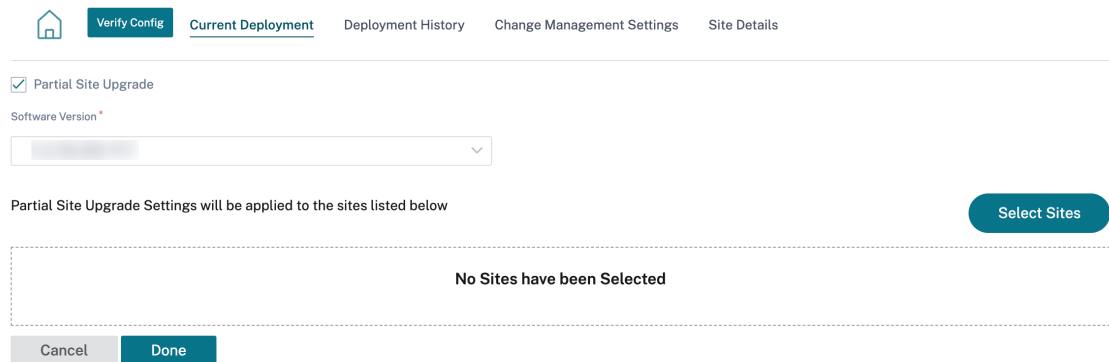 Verify Config Current Deployment Deployment History Change Management Settings Site Details
Partial Site Upgrade
Software Version*
Partial Site Upgrade Settings will be applied to the sites listed below
Select Sites
No Sites have been Selected
Cancel Done